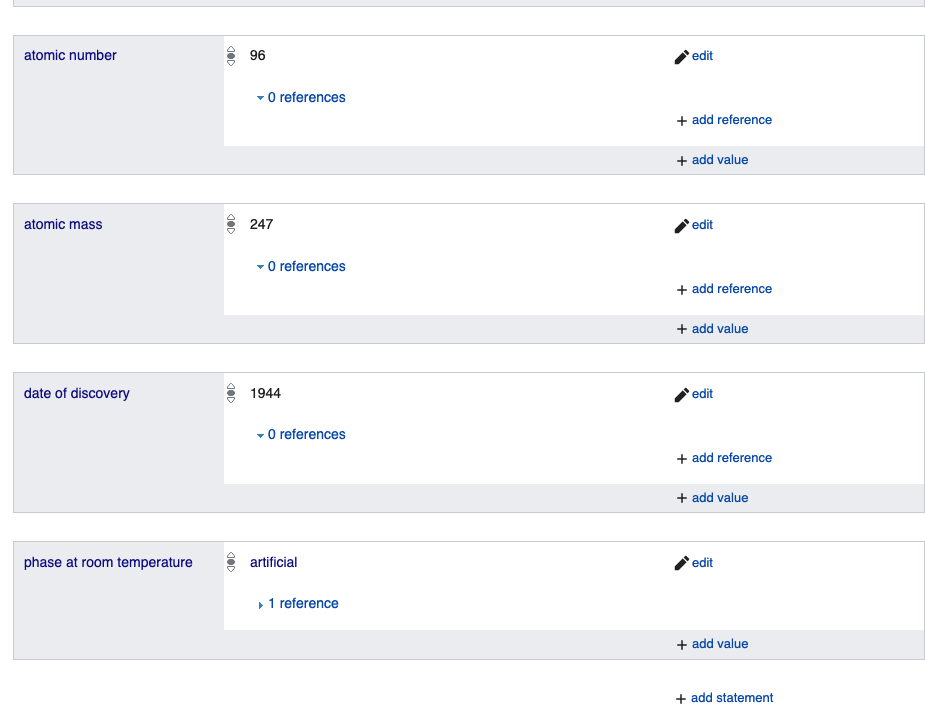 atomic number
96
edit
0 references
add reference
add value
atomic mass
247
edit
0 references
add reference
add value
date of discovery
1944
edit
0 references
add reference
add value
phase at room temperature
artificial
edit
1 reference
add value
add statement